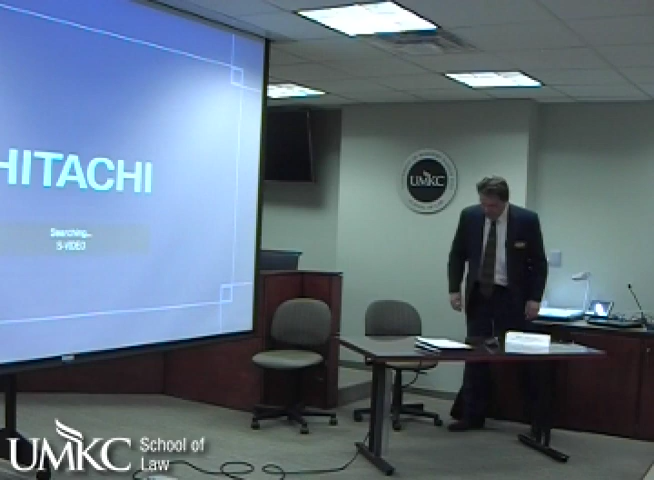 HITACHI
Searching...
S-VIDEO
UMKC
UMKC School of
Law